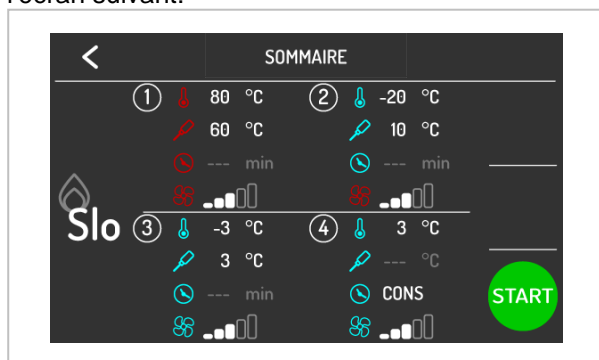 l'écran suivant.
SOMMAIRE
1 80 °C
60 °C
--- min
2 -20 °C
10 °C
--- min
Slo
3 -3 °C
3 °C
--- min
4 3 °C
--- °C
CONS
START